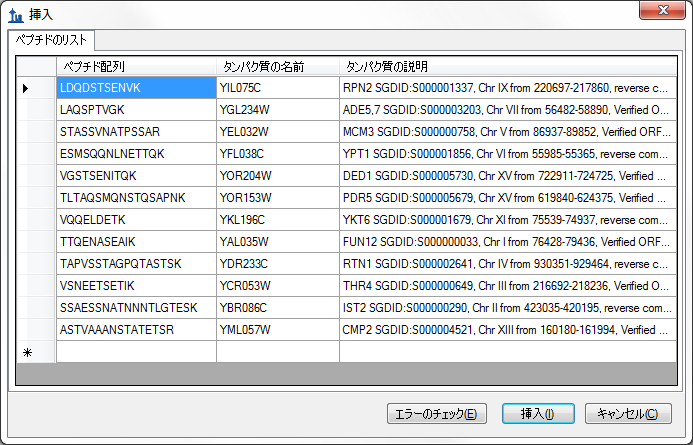 挿入
ペプチドのリスト
ペプチド配列 タンパク質の名前 タンパク質の説明
LDQDSTSENVK YIL075C RPN2 SGDID:S000001337, Chr IX from 220697-217860, reverse c...
LAQSPTVGK YGL234W ADE5,7 SGDID:S000003203, Chr VII from 56482-58890, Verified O...
STASSVNATPSSAR YEL032W MCM3 SGDID:S000000758, Chr V from 86937-89852, Verified ORF...
ESMSQQNLNETTQK YFL038C YPT1 SGDID:S000001856, Chr VI from 55985-55365, reverse com...
VGSTSENITQK YOR204W DED1 SGDID:S000005730, Chr XV from 722911-724725, Verified ...
TLTAQSMQNSTQSAPNK YOR153W PDR5 SGDID:S000005679, Chr XV from 619840-624375, Verified ...
VQQELDETK YKL196C YKT6 SGDID:S000001679, Chr XI from 75539-74937, reverse com...
TTQENASEAIK YAL035W FUN12 SGDID:S000000033, Chr I from 76428-79436, Verified ORF...
TAPVSSTAGPQTASTSK YDR233C RTN1 SGDID:S000002641, Chr IV from 930351-929464, reverse c...
VSNEETSETIK YCR053W THR4 SGDID:S000000649, Chr III from 216692-218236, Verified O...
SSAESSNATNNNTLGTESK YBR086C IST2 SGDID:S000000290, Chr II from 423035-420195, reverse com...
ASTVAAANSTATETSR YML057W CMP2 SGDID:S000004521, Chr XIII from 160180-161994, Verified ...
エラーのチェック(E) 挿入(I) キャンセル(C)